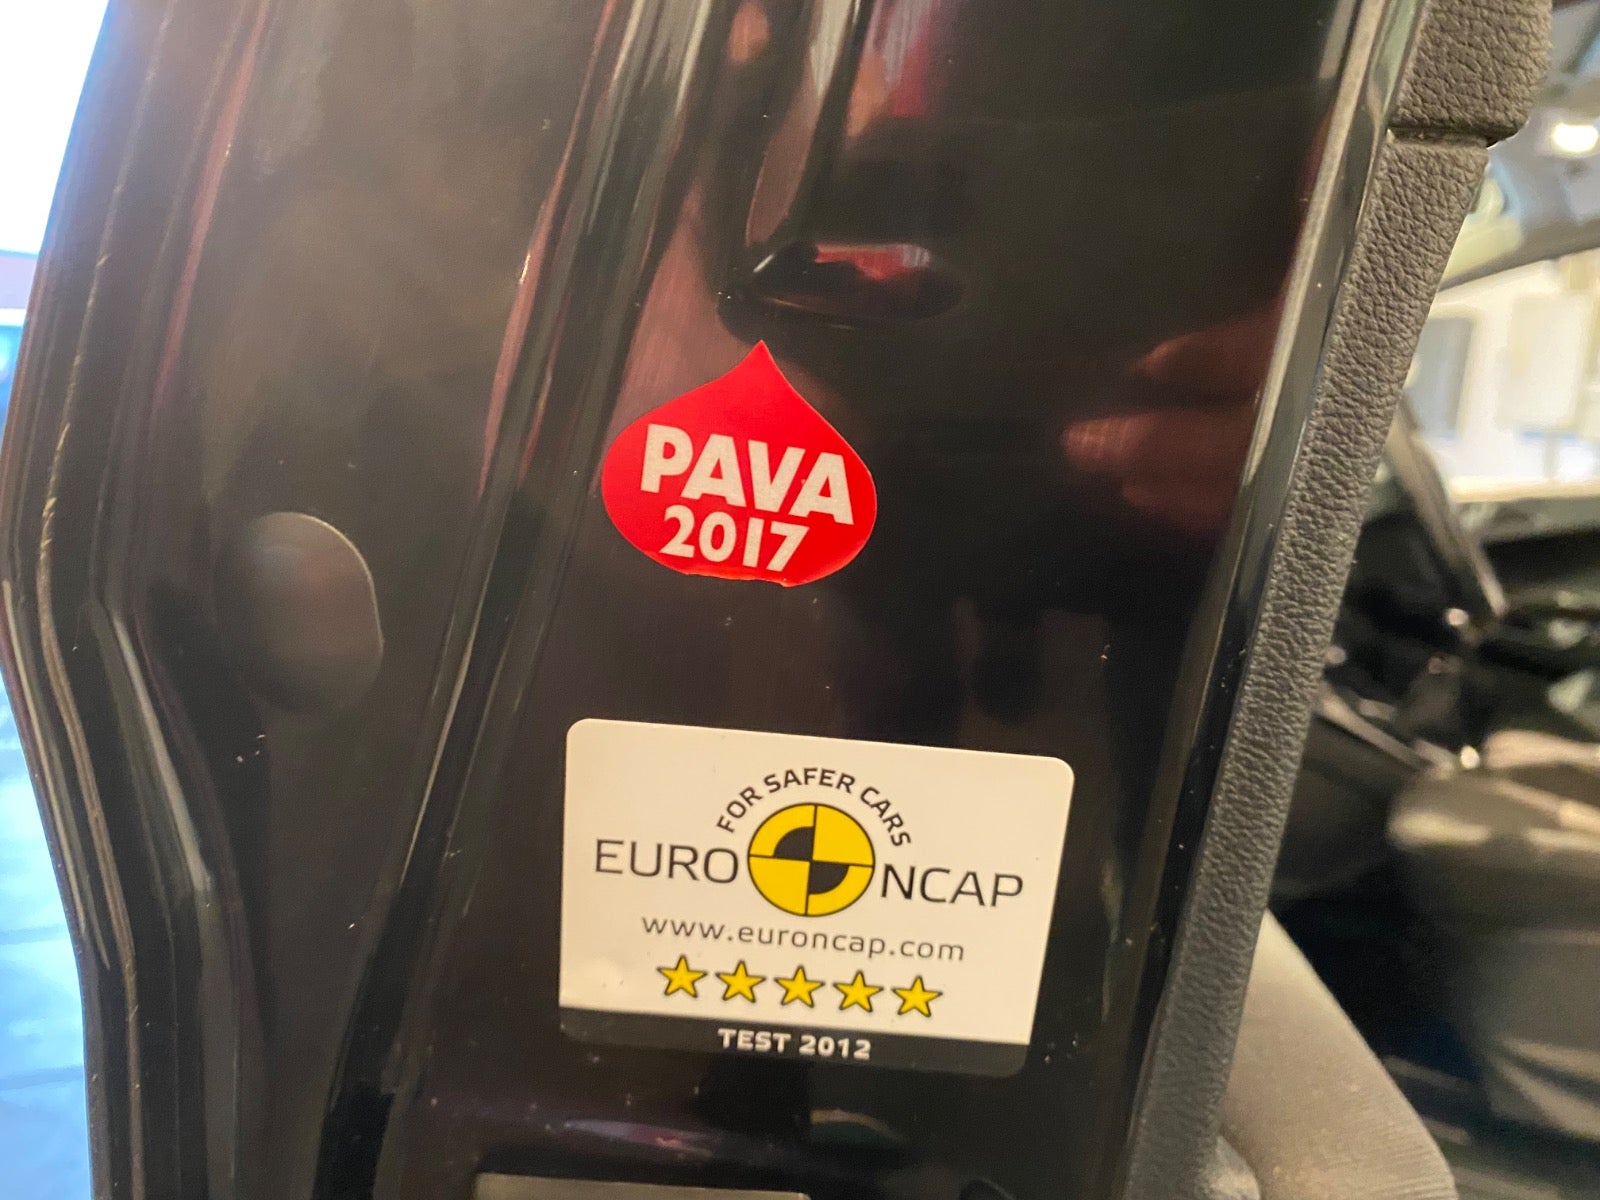 PAVA
2017
FOR SAFER CARS
EURO NCAP
www.euroncap.com
TEST 2012